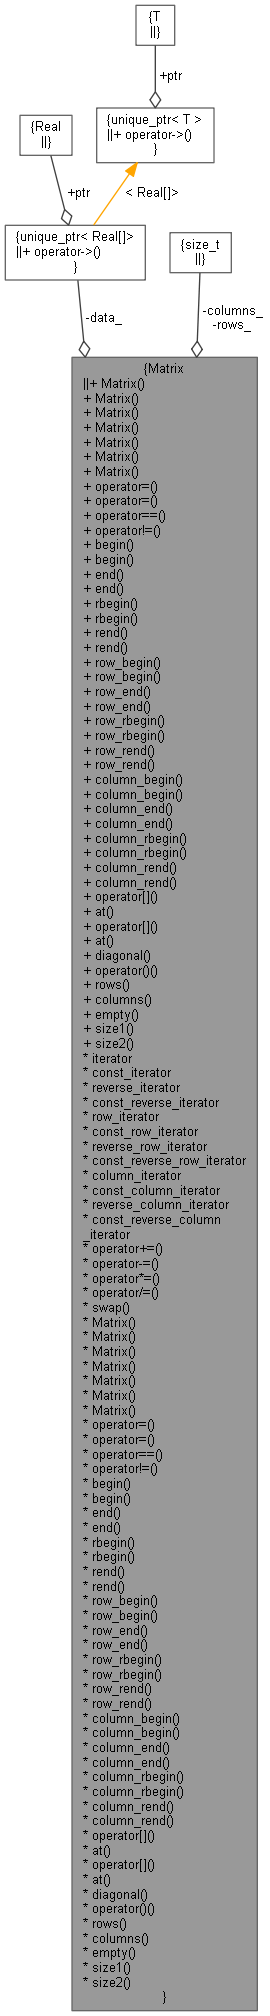 {T
||}
+ptr
{Real
||}
{unique_ptr< T >
||+ operator->()
}
+ptr
< Real[]>
{unique_ptr< Real[]>
||+ operator->()
}
{size_t
||}
-data_
-columns_
-rows_
{Matrix
||+ Matrix()
+ Matrix()
+ Matrix()
+ Matrix()
+ Matrix()
+ Matrix()
+ Matrix()
+ operator=()
+ operator=()
+ operator==()
+ operator!=()
+ begin()
+ begin()
+ end()
+ end()
+ rbegin()
+ rbegin()
+ rend()
+ rend()
+ row_begin()
+ row_begin()
+ row_end()
+ row_end()
+ row_rbegin()
+ row_rbegin()
+ row_rend()
+ row_rend()
+ column_begin()
+ column_begin()
+ column_end()
+ column_end()
+ column_rbegin()
+ column_rbegin()
+ column_rend()
+ column_rend()
+ operator[]()
+ at()
+ operator[]()
+ at()
+ diagonal()
+ operator()()
+ rows()
+ columns()
+ empty()
+ size1()
+ size2()
* iterator
* const_iterator
* reverse_iterator
* const_reverse_iterator
* row_iterator
* const_row_iterator
* reverse_row_iterator
* const_reverse_row_iterator
* column_iterator
* const_column_iterator
* reverse_column_iterator
* const_reverse_column
_iterator
* operator+=()
* operator-=()
* operator*=()
* operator/=()
* swap()
* Matrix()
* Matrix()
* Matrix()
* Matrix()
* Matrix()
* Matrix()
* Matrix()
* operator=()
* operator=()
* operator==()
* operator!=()
* begin()
* begin()
* end()
* end()
* rbegin()
* rbegin()
* rend()
* rend()
* row_begin()
* row_begin()
* row_end()
* row_end()
* row_rbegin()
* row_rbegin()
* row_rend()
* row_rend()
* column_begin()
* column_begin()
* column_end()
* column_end()
* column_rbegin()
* column_rbegin()
* column_rend()
* column_rend()
* operator[]()
* at()
* operator[]()
* at()
* diagonal()
* operator()()
* rows()
* columns()
* empty()
* size1()
* size2()
}